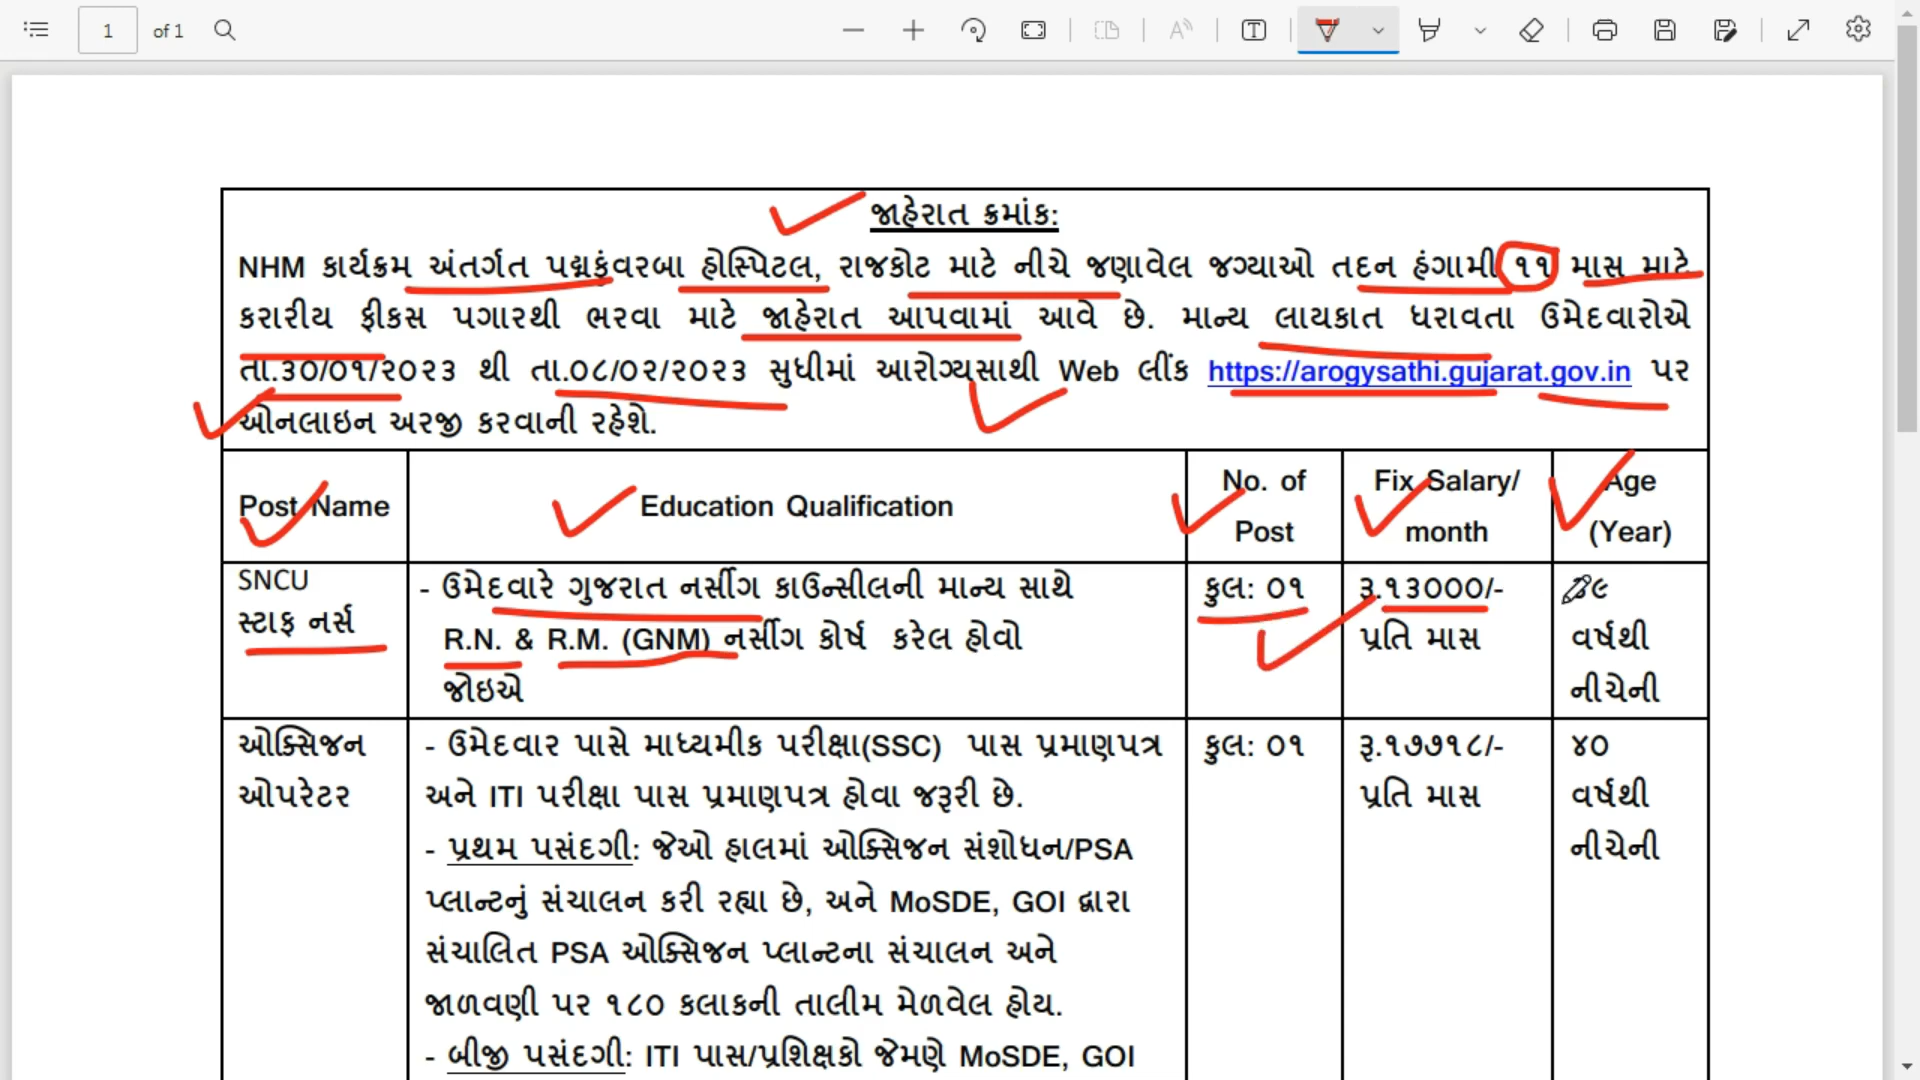 1 of 1
જાહેરાત ક્રમાંક:
NHM કાર્યક્રમ અંતર્ગત પદ્મકુંવરબા હોસ્પિટલ, રાજકોટ માટે નીચે જણાવેલ જગ્યાઓ તદન હંગામી ૧૧ માસ માટે
કરારીય ફીકસ પગારથી ભરવા માટે જાહેરાત આપવામાં આવે છે. માન્ય લાયકાત ધરાવતા ઉમેદવારોએ
તા.૩૦/૦૧/૨૦૨૩ થી તા.૦૮/૦૨/૨૦૨૩ સુધીમાં આરોગ્યસાથી Web લીંક https://arogysathi.gujarat.gov.in પર
ઓનલાઇન અરજી કરવાની રહેશે.
Post Name Education Qualification No. of Post Fix Salary/ month Age (Year)
SNCU
સ્ટાફ નર્સ
- ઉમેદવારે ગુજરાત નર્સીગ કાઉન્સીલની માન્ય સાથે
R.N. & R.M. (GNM) નર્સીગ કોર્ષ કરેલ હોવો
જોઇએ
કુલ: ૦૧
રૂ.૧૩૦૦૦/-
પ્રતિ માસ
વર્ષથી
નીચેની
ઓક્સિજન
ઓપરેટર
- ઉમેદવાર પાસે માધ્યમીક પરીક્ષા(SSC) પાસ પ્રમાણપત્ર
અને ITI પરીક્ષા પાસ પ્રમાણપત્ર હોવા જરૂરી છે.
- પ્રથમ પસંદગી: જેઓ હાલમાં ઓક્સિજન સંશોધન/PSA
પ્લાન્ટનું સંચાલન કરી રહ્યા છે, અને MoSDE, GOI દ્વારા
સંચાલિત PSA ઓક્સિજન પ્લાન્ટના સંચાલન અને
જાળવણી પર ૧૮૦ કલાકની તાલીમ મેળવેલ હોય.
- બીજી પસંદગી: ITI પાસ/પ્રશિક્ષકો જેમણે MoSDE, GOI
કુલ: ૦૧
રૂ.૧૭૭૧૮/-
પ્રતિ માસ
૪૦
વર્ષથી
નીચેની